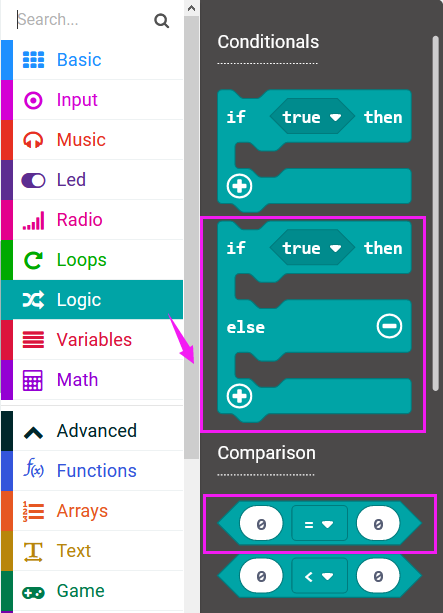 Search...
Basic
Input
Music
Led
Radio
Loops
Logic
Variables
Math
Advanced
Functions
Arrays
Text
Game
Conditionals
if true then
if true then
else
Comparison
0 = 0
0 < 0